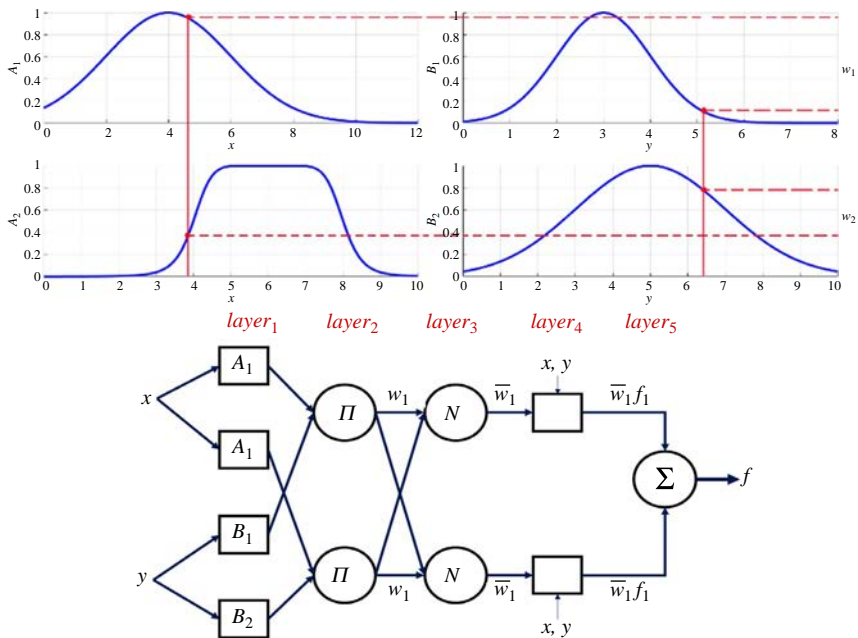 1
0.8
0.6
0.4
0.2
0
A1
0 2 4 6 8 10 12
x
1
0.8
0.6
0.4
0.2
0
B1
0 1 2 3 4 5 6 7 8
y
w1
1
0.8
0.6
0.4
0.2
0
A2
0 1 2 3 4 5 6 7 8 9 10
x
1
0.8
0.6
0.4
0.2
0
B2
0 1 2 3 4 5 6 7 8 9 10
y
w2
layer1 layer2 layer3 layer4 layer5
x, y
A1
x
Π
w1
N
w̅1
w̅1 f1
A1
Σ
f
B1
y
Π
w1
N
w̅1
w̅1 f1
B2
x, y